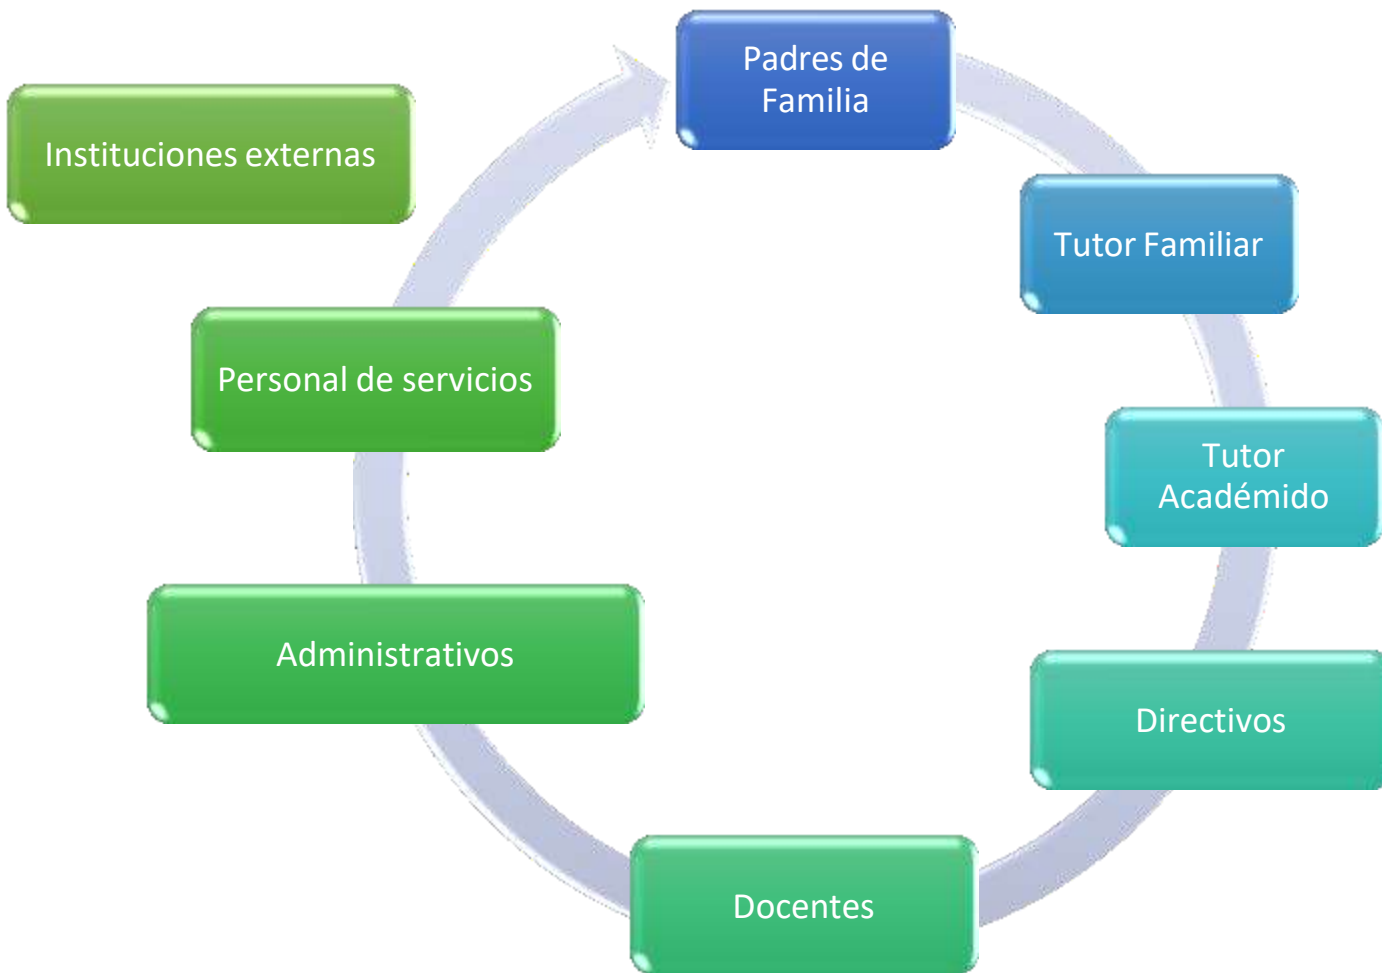 Padres de
Familia
Instituciones externas
Tutor Familiar
Personal de servicios
Tutor
Académido
Administrativos
Directivos
Docentes